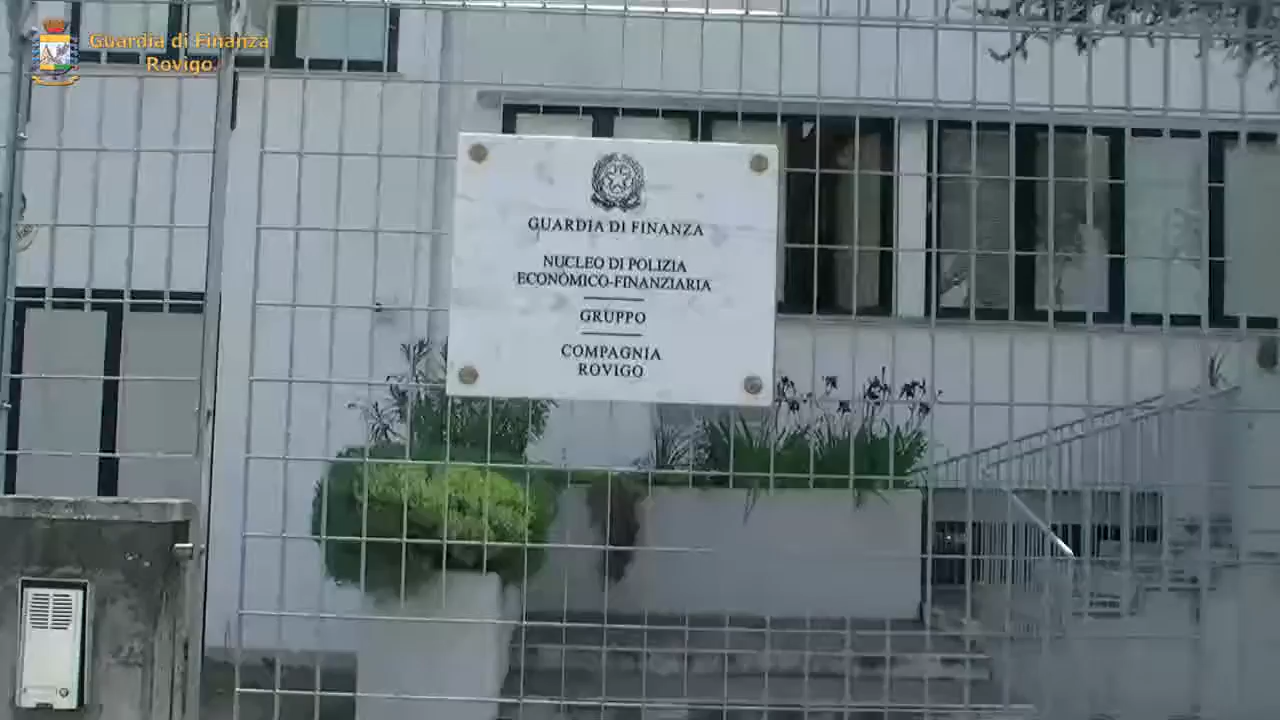 Guardia di Finanza
Rovigo
GUARDIA DI FINANZA
NUCLEO DI POLIZIA
ECONOMICO-FINANZIARIA
GRUPPO
COMPAGNIA
ROVIGO